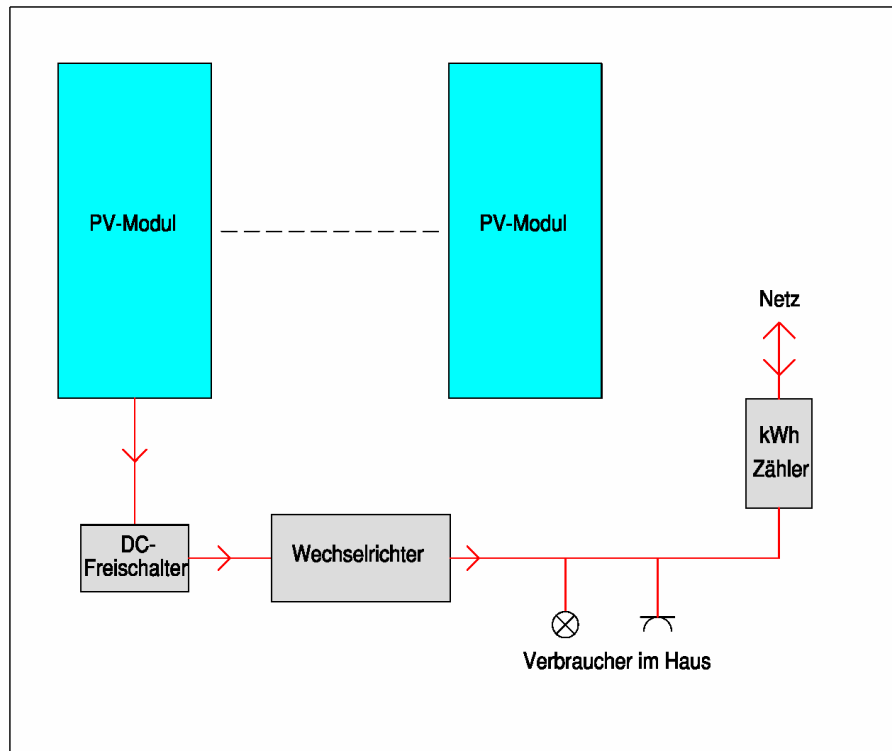 PV-Modul
PV-Modul
Netz
kWh
Zähler
DC-
Freischalter
Wechselrichter
Verbraucher im Haus